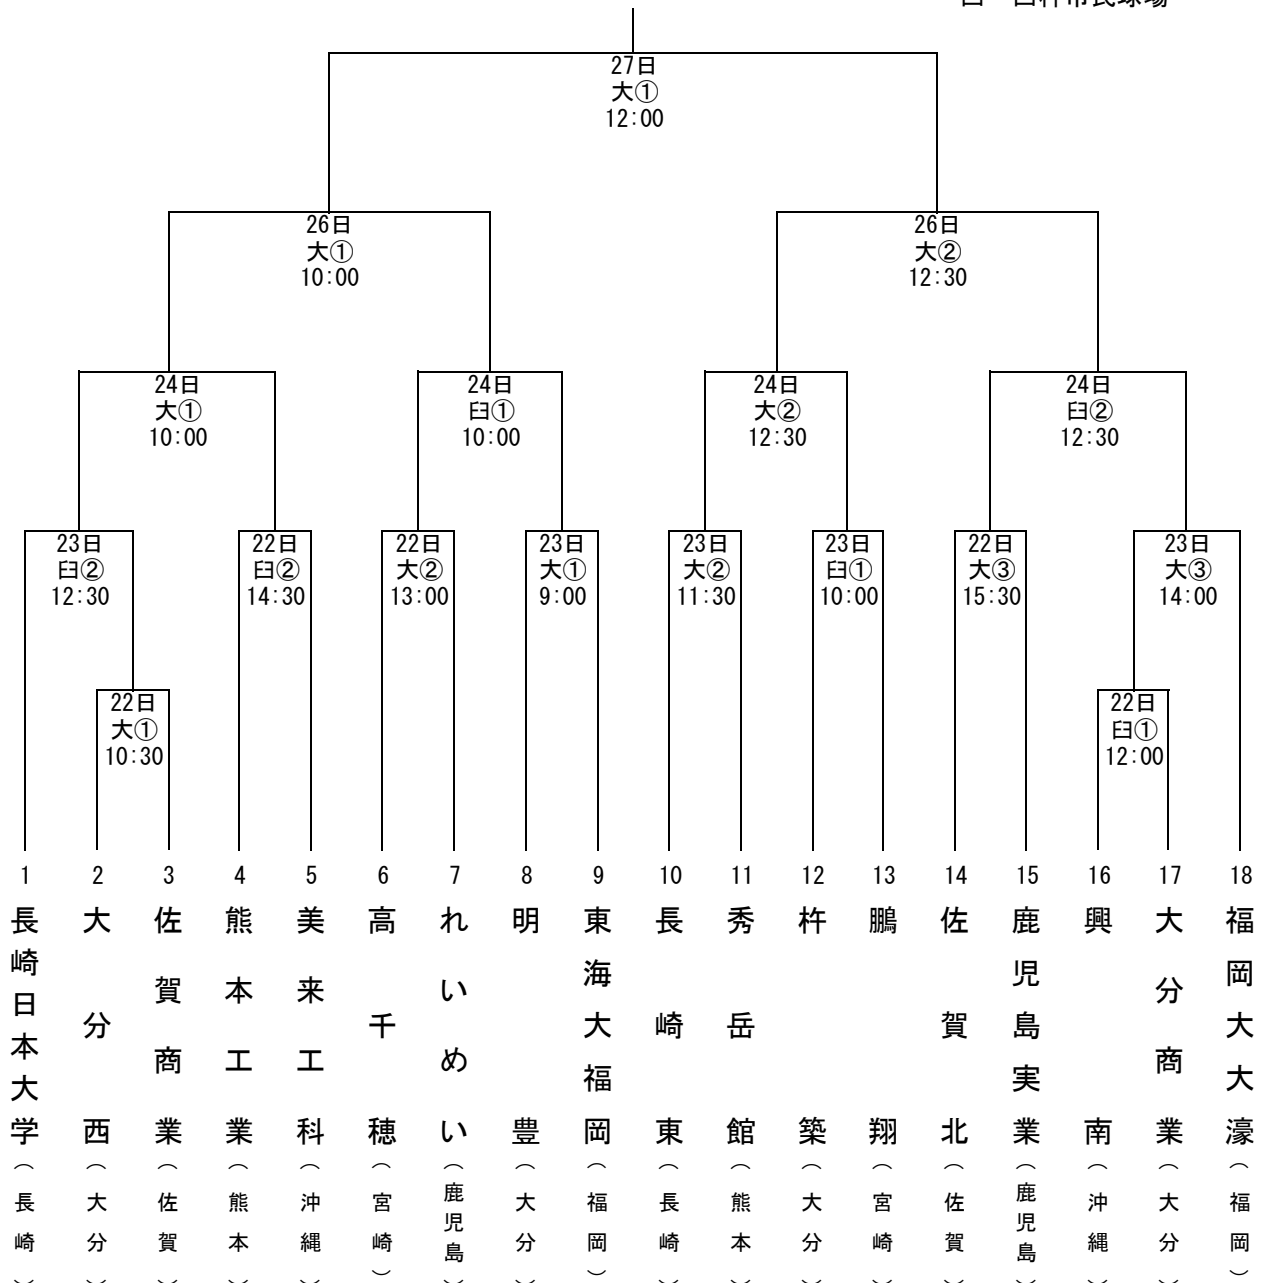 臼 臼杵市民球場
27日
大①
12:00
26日
大①
10:00
26日
大②
12:30
24日
大①
10:00
24日
臼①
10:00
24日
大②
12:30
24日
臼②
12:30
23日
臼②
12:30
22日
臼②
14:30
22日
大②
13:00
23日
大①
9:00
23日
大②
11:30
23日
臼①
10:00
22日
大③
15:30
23日
大③
14:00
22日
大①
10:30
22日
臼①
12:00
1
長崎日本大学(長崎)
2
大分西(大分)
3
佐賀商業(佐賀)
4
熊本工業(熊本)
5
美来工科(沖縄)
6
高千穂(宮崎)
7
れいめい(鹿児島)
8
明豊(大分)
9
東海大福岡(福岡)
10
長崎東(長崎)
11
秀岳館(熊本)
12
杵築(大分)
13
鵬翔(宮崎)
14
佐賀北(佐賀)
15
鹿児島実業(鹿児島)
16
興南(沖縄)
17
大分商業(大分)
18
福岡大大濠(福岡)